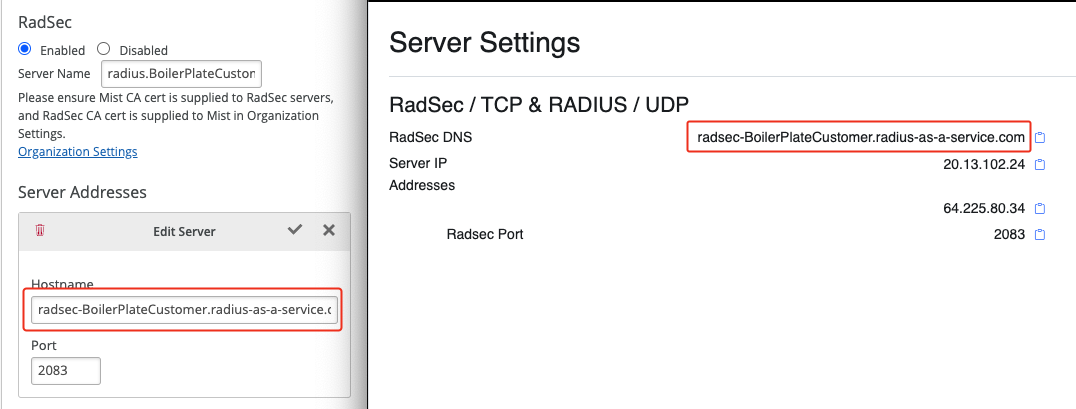 RadSec
Enabled Disabled
Server Name radius.BoilerPlateCustor
Please ensure Mist CA cert is supplied to RadSec servers,
and RadSec CA cert is supplied to Mist in Organization
Settings.
Organization Settings
Server Addresses
Edit Server
Hostname
radsec-BoilerPlateCustomer.radius-as-a-service.c
Port
2083
Server Settings
RadSec / TCP & RADIUS / UDP
RadSec DNS radsec-BoilerPlateCustomer.radius-as-a-service.com
Server IP 20.13.102.24
Addresses
64.225.80.34
Radsec Port 2083